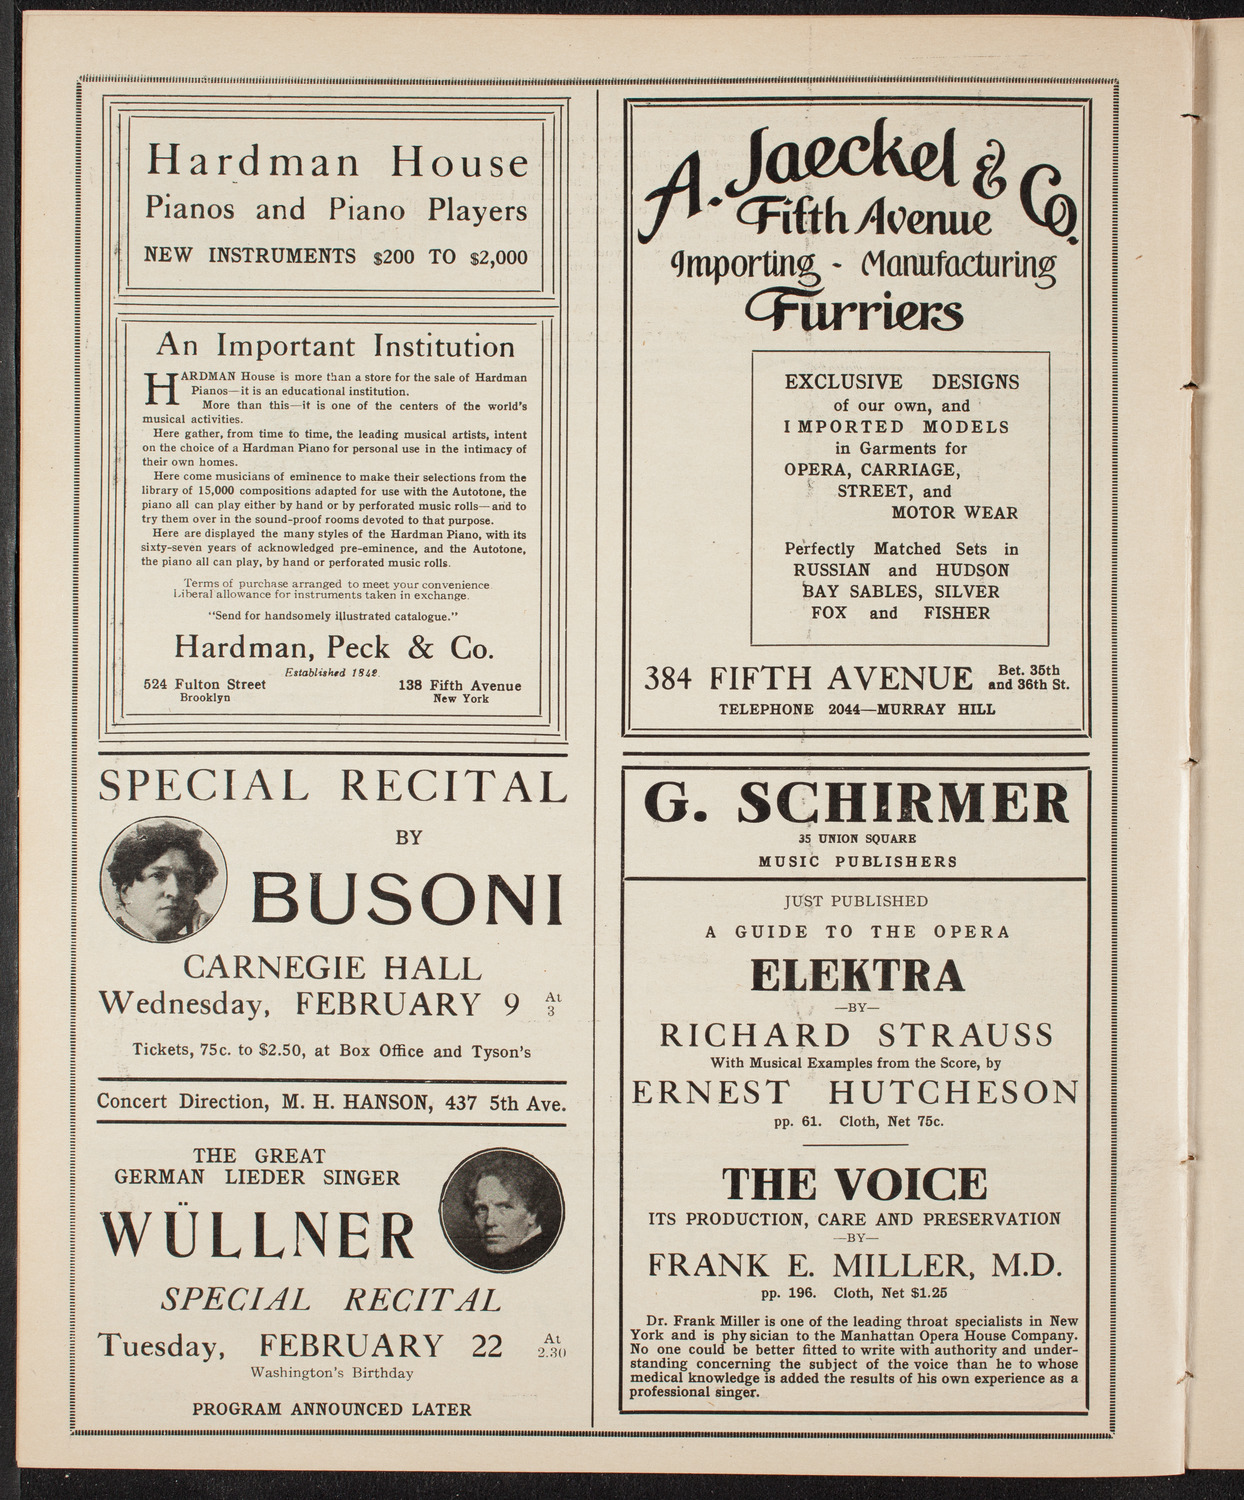 Hardman House
Pianos and Piano Players
NEW INSTRUMENTS $200 TO $2,000
An Important Institution
HARDMAN House is more than a store for the sale of Hardman
Pianos—it is an educational institution.
More than this—it is one of the centers of the world's
musical activities.
Here gather, from time to time, the leading musical artists, intent
on the choice of a Hardman Piano for personal use in the intimacy of
their own homes.
Here come musicians of eminence to make their selections from the
library of 15,000 compositions adapted for use with the Autotone, the
piano all can play either by hand or by perforated music rolls—and to
try them over in the sound-proof rooms devoted to that purpose.
Here are displayed the many styles of the Hardman Piano, with its
sixty-seven years of acknowledged pre-eminence, and the Autotone,
the piano all can play, by hand or perforated music rolls.
Terms of purchase arranged to meet your convenience
Liberal allowance for instruments taken in exchange.
"Send for handsomely illustrated catalogue."
Hardman, Peck & Co.
Established 1842.
524 Fulton Street 138 Fifth Avenue
Brooklyn New York
SPECIAL RECITAL
BY
BUSONI
CARNEGIE HALL
Wednesday, FEBRUARY 9 At 3
Tickets, 75c. to $2.50, at Box Office and Tyson's
Concert Direction, M. H. HANSON, 437 5th Ave.
THE GREAT
GERMAN LIEDER SINGER
WÜLLNER
SPECIAL RECITAL
Tuesday, FEBRUARY 22 At 2.30
Washington's Birthday
PROGRAM ANNOUNCED LATER
A. Jaeckel & Co.
Fifth Avenue
Importing - Manufacturing
Furriers
EXCLUSIVE DESIGNS
of our own, and
IMPORTED MODELS
in Garments for
OPERA, CARRIAGE,
STREET, and
MOTOR WEAR
Perfectly Matched Sets in
RUSSIAN and HUDSON
BAY SABLES, SILVER
FOX and FISHER
384 FIFTH AVENUE Bet. 35th and 36th St.
TELEPHONE 2044—MURRAY HILL
G. SCHIRMER
35 UNION SQUARE
MUSIC PUBLISHERS
JUST PUBLISHED
A GUIDE TO THE OPERA
ELEKTRA
—BY—
RICHARD STRAUSS
With Musical Examples from the Score, by
ERNEST HUTCHESON
pp. 61. Cloth, Net 75c.
THE VOICE
ITS PRODUCTION, CARE AND PRESERVATION
—BY—
FRANK E. MILLER, M.D.
pp. 196. Cloth, Net $1.25
Dr. Frank Miller is one of the leading throat specialists in New
York and is physician to the Manhattan Opera House Company.
No one could be better fitted to write with authority and under-
standing concerning the subject of the voice than he to whose
medical knowledge is added the results of his own experience as a
professional singer.